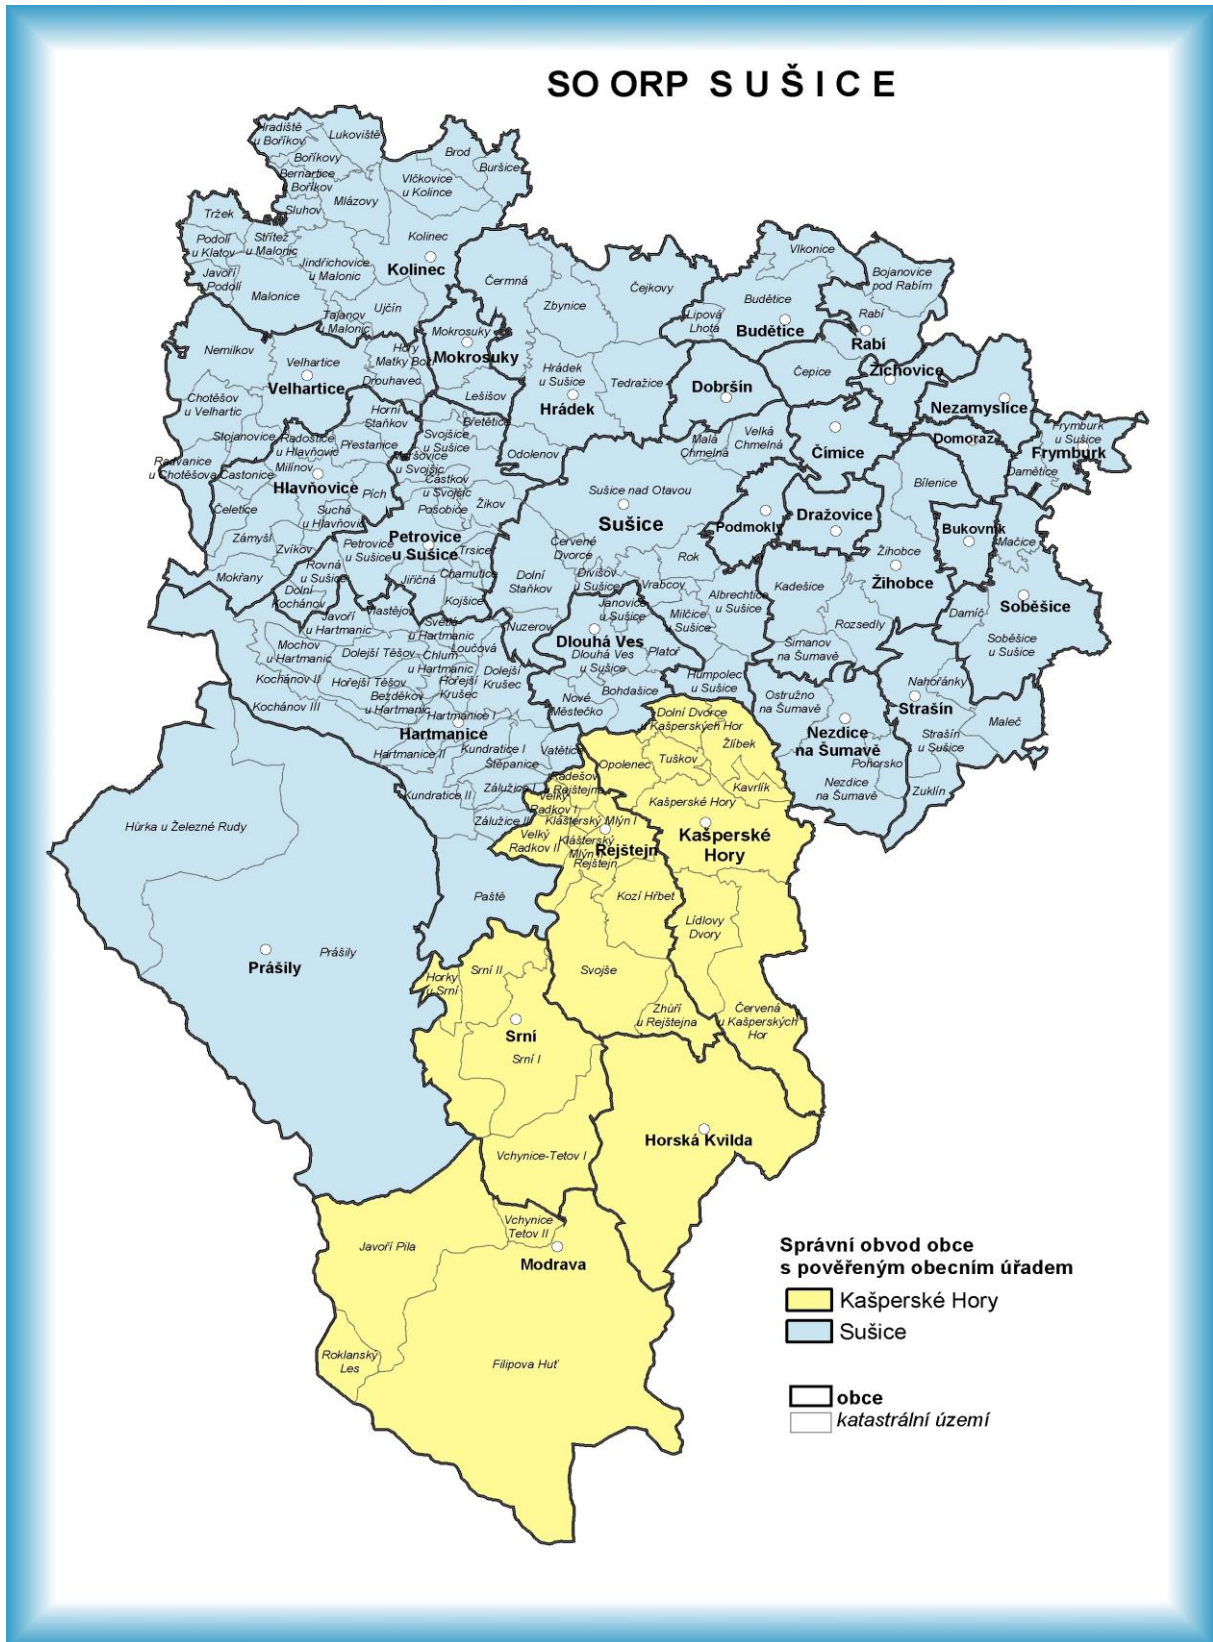 SO ORP S U Š I C E
Hradiště
u Boříkov
Lukoviště
Boříkovy
Bernartice
u Boříkov
Brod
Buršice
Vlčkovice
u Kolince
Mlázovy
Sluhov
Tržek
Podolí
u Klatov
Střítež
u Malonic
Kolinec
Kolinec
Jindřichovice
u Malonic
Javoří
u Podolí
Malonice
Ujčín
Tajanov
u Malonic
Čermná
Zbynice
Čejkovy
Vlkonice
Bojanovice
pod Rabím
Budětice
Budětice
Lipová
Lhota
Rabí
Rabí
Mokrosuky
Mokrosuky
Nemilkov
Velhartice
Velhartice
Hory
Matky Boží
Drouhavec
Lešišov
Hrádek
u Sušice
Hrádek
Tedražice
Dobršín
Čepice
Žichovice
Nezamyslice
Chotěšov
u Velhartic
Horní
Staňkov
Stojanovice
Radostice
u Hlavňovic
Přestanice
Svojšice
u Sušice
Břetětice
Odolenov
Malá
Chmelná
Velká
Chmelná
Čímice
Domoraz
Frymburk
u Sušice
Frymburk
Damětice
Radvanice
u Chotěšova
Častonice
Milínov
Hlavňovice
Maršovice
u Svojšic
Částkov
u Svojšic
Pích
Bílenice
Čeletice
Suchá
u Hlavňovic
Pošobice
Žikov
Sušice nad Otavou
Sušice
Podmokly
Dražovice
Bukovník
Mačice
Zámyšl
Zvíkov
Petrovice
u Sušice
Petrovice
u Sušice
Trsice
Červené
Dvorce
Rok
Žihobce
Žihobce
Mokřany
Rovná
u Sušice
Jiřičná
Chamutice
Dolní
Staňkov
Divišov
u Sušice
Vrabcov
Kadešice
Dolní
Kochánov
Kojšice
Albrechtice
u Sušice
Soběšice
Javoří
u Hartmanic
Vlastějov
Světlá
u Hartmanic
Nuzerov
Janovice
u Sušice
Milčice
u Sušice
Damíč
Rozsedly
Mochov
u Hartmanic
Dolejší Těšov
Chlum
u Hartmanic
Loučová
Dlouhá Ves
Dlouhá Ves
u Sušice
Platoř
Šimanov
na Šumavě
Soběšice
u Sušice
Kochánov II
Hořejší Těšov
Hořejší
Krušec
Dolejší
Krušec
Humpolec
u Sušice
Nahořánky
Bezděkov
u Hartmanic
Nové
Městečko
Bohdašice
Ostružno
na Šumavě
Strašín
Kochánov III
Hartmanice I
Hartmanice
Dolní Dvorce
u Kašperských Hor
Nezdice
na Šumavě
Strašín
u Sušice
Maleč
Hartmanice II
Kundratice I
Štěpanice
Vatětice
Opolenec
Tuškov
Žlíbek
Pohorsko
Kundratice II
Zálužice I
Radešov
u Rejštejna
Kavrlík
Nezdice
na Šumavě
Zuklín
Velký
Radkov I
Kašperské Hory
Zálužice II
Klášterský Mlýn I
Hůrka u Železné Rudy
Velký
Radkov II
Klášterský
Mlýn II
Rejštejn
Rejštejn
Kašperské
Hory
Paště
Kozí Hřbet
Lídlovy
Dvory
Prášily
Prášily
Horky
u Srní
Srní II
Svojše
Zhůří
u Rejštejna
Červená
u Kašperských
Hor
Srní
Srní I
Horská Kvilda
Vchynice-Tetov I
Vchynice
Tetov II
Javoří Pila
Modrava
Roklanský
Les
Filipova Huť
Správní obvod obce
s pověřeným obecním úřadem
Kašperské Hory
Sušice
obce
katastrální území